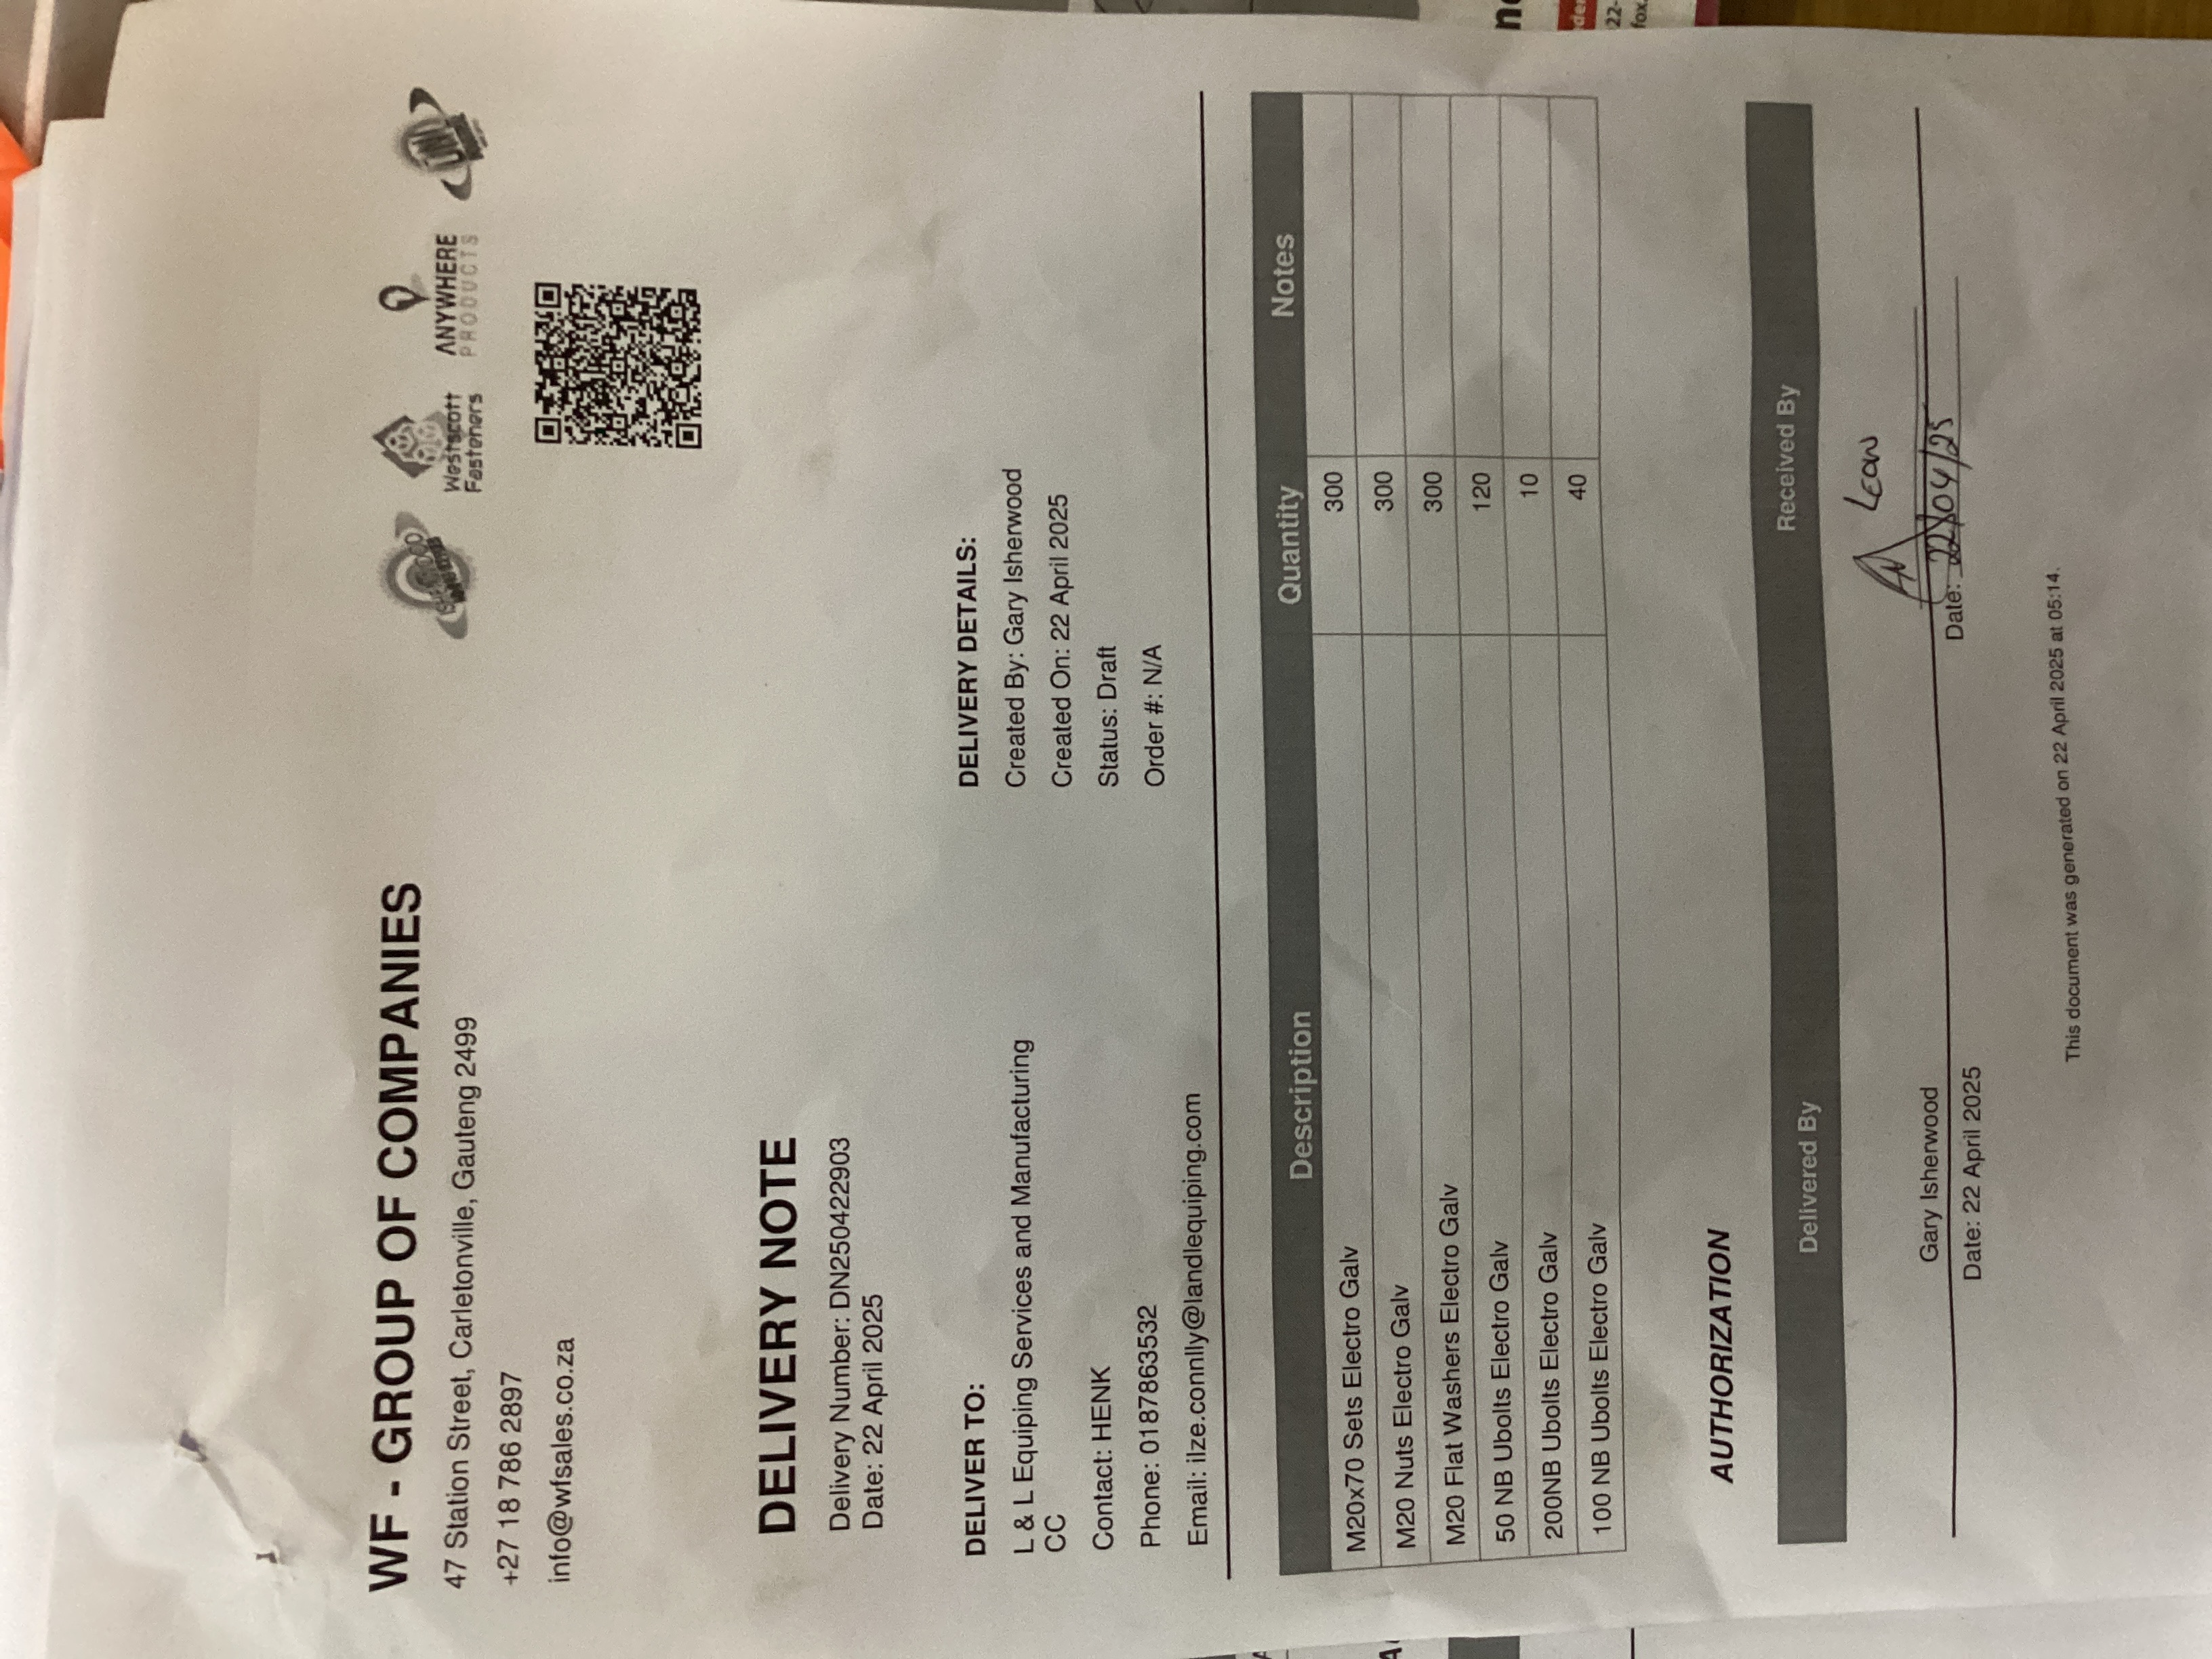 WF - GROUP OF COMPANIES
47 Station Street, Carletonville, Gauteng 2499
+27 18 786 2897
info@wfsales.co.za
Westscott
Fasteners
ANYWHERE
PRODUCTS
DELIVERY NOTE
Delivery Number: DN250422903
Date: 22 April 2025
DELIVER TO:
L & L Equiping Services and Manufacturing
CC
Contact: HENK
Phone: 0187863532
Email: ilze.connlly@landlequiping.com
DELIVERY DETAILS:
Created By: Gary Isherwood
Created On: 22 April 2025
Status: Draft
Order #: N/A
Description Quantity Notes
M20x70 Sets Electro Galv 300
M20 Nuts Electro Galv 300
M20 Flat Washers Electro Galv 300
50 NB Ubolts Electro Galv 120
200NB Ubolts Electro Galv 10
100 NB Ubolts Electro Galv 40
AUTHORIZATION
Delivered By Received By
Leon
Gary Isherwood
Date: 22 April 2025
Date: 22/04/25
This document was generated on 22 April 2025 at 05:14.